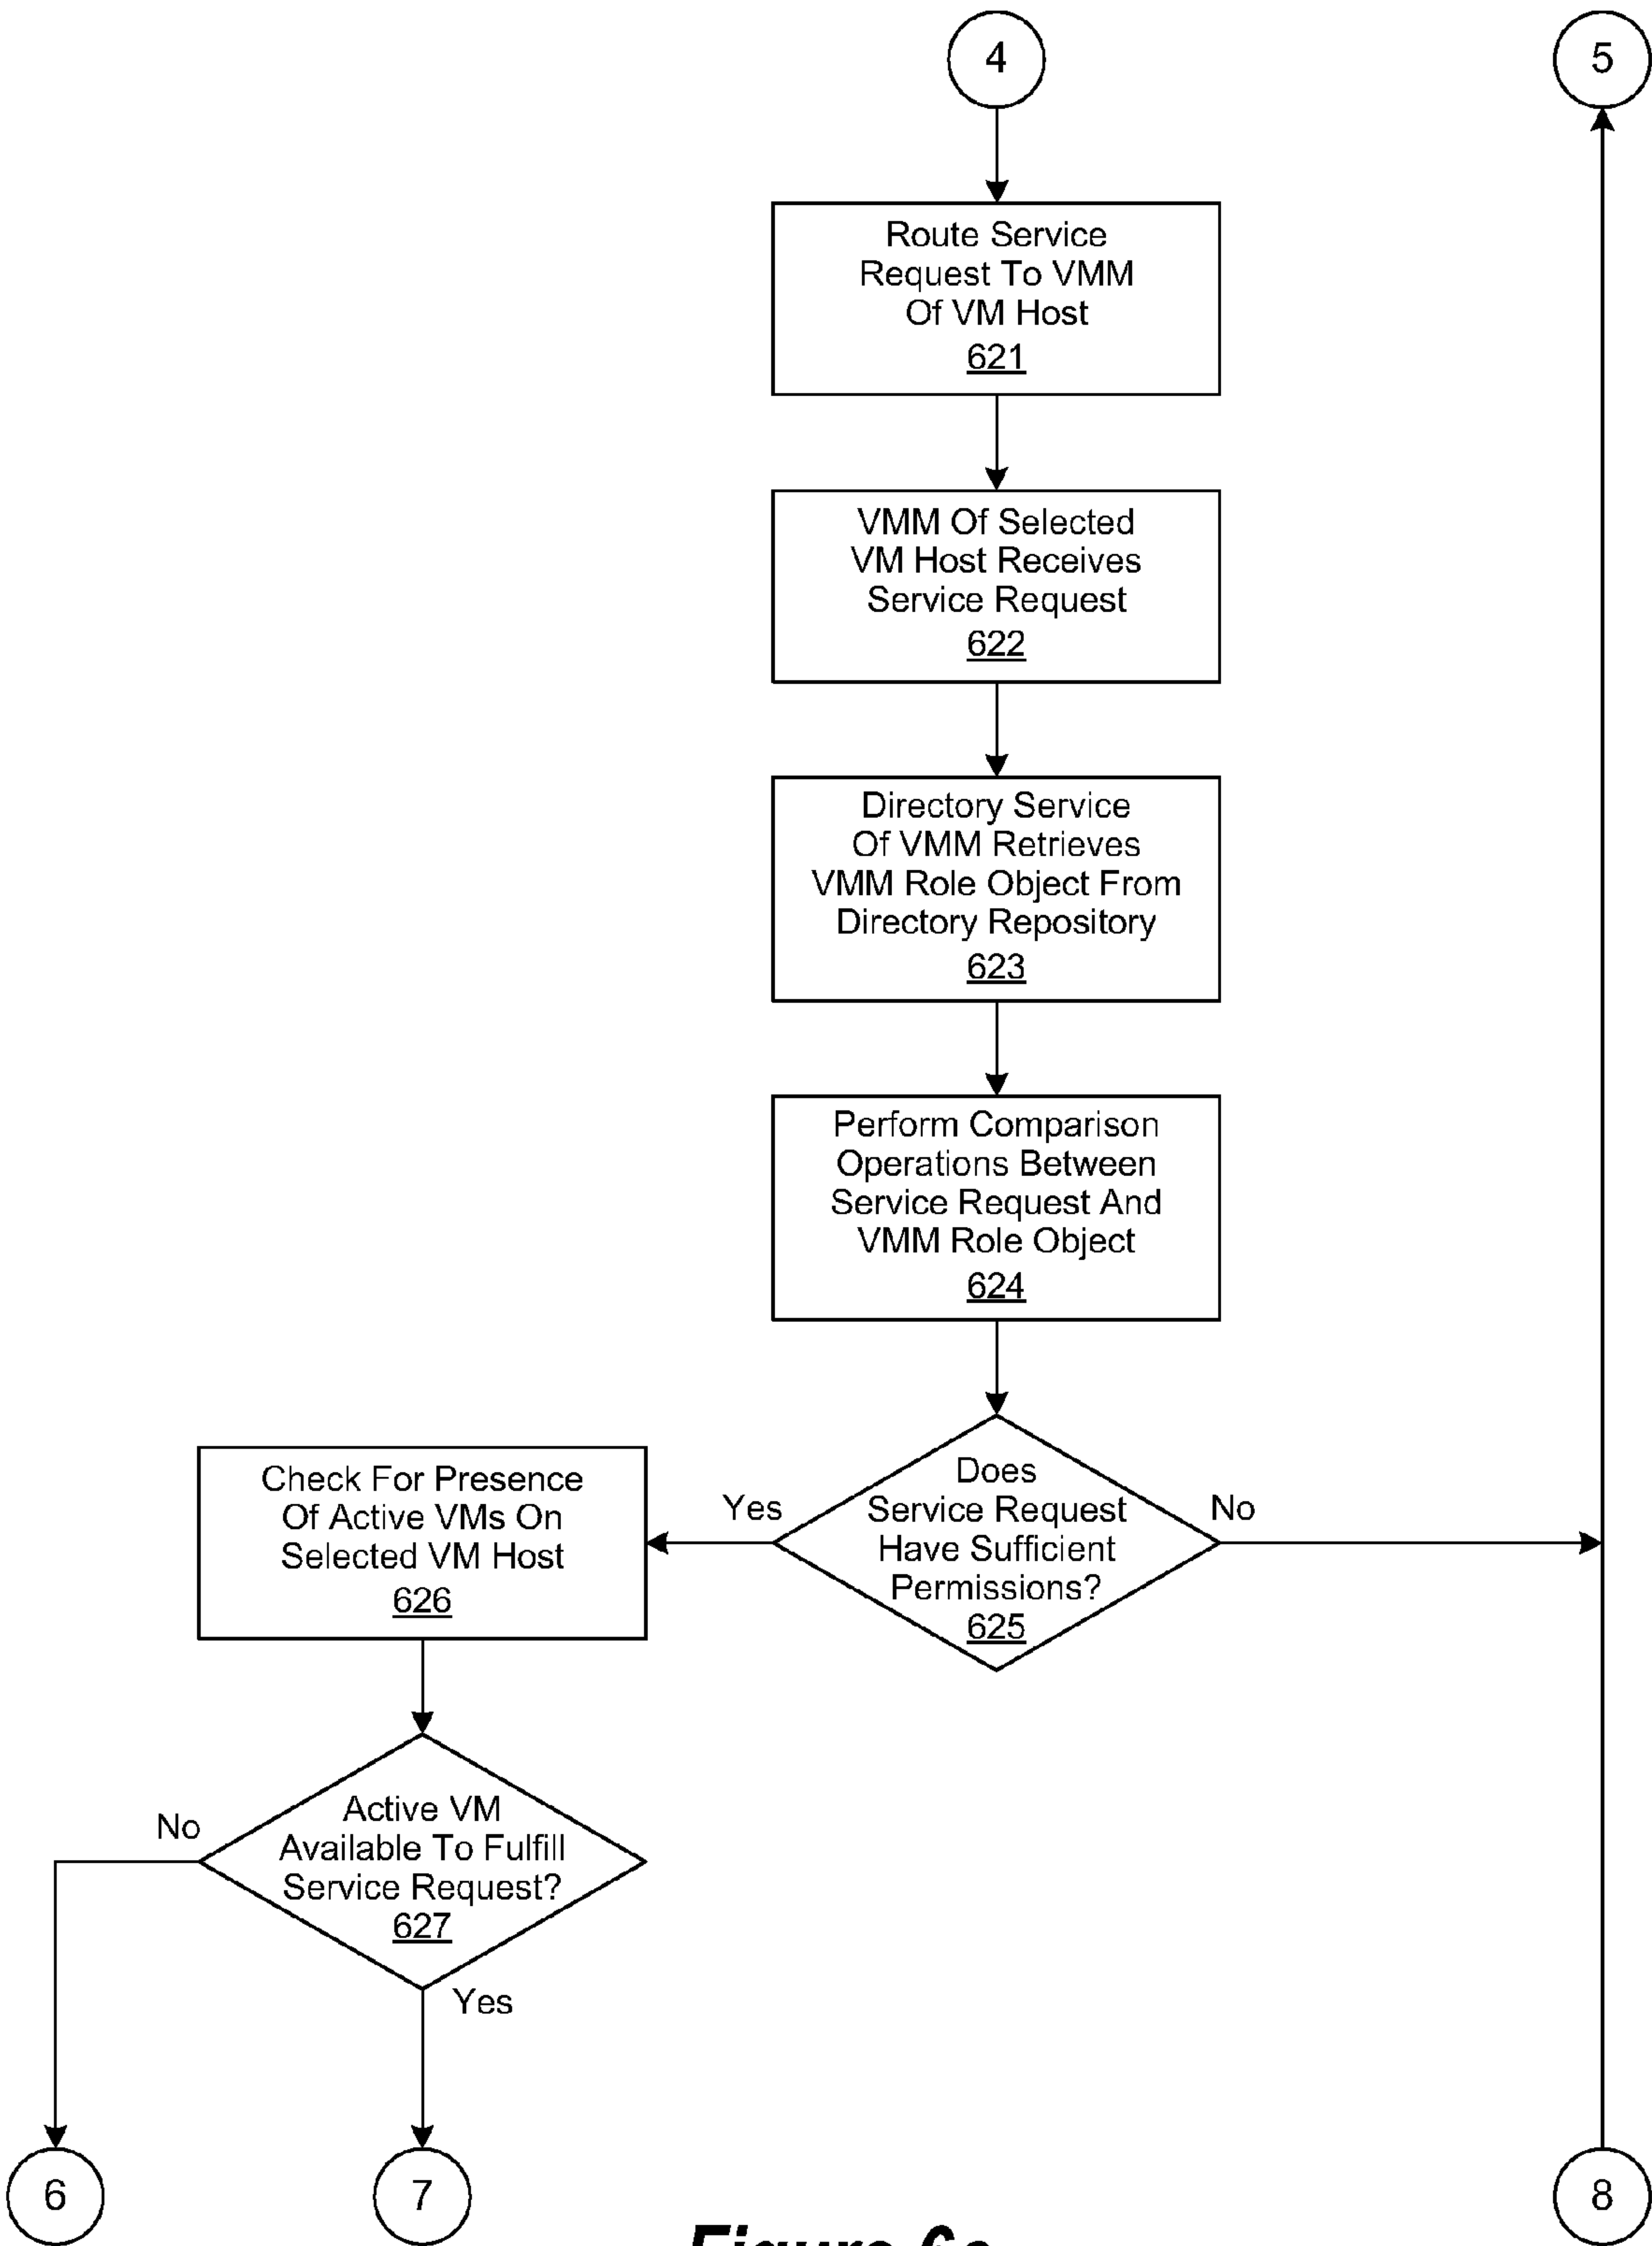 4
5
Route Service
Request To VMM
Of VM Host
621
VMM Of Selected
VM Host Receives
Service Request
622
Directory Service
Of VMM Retrieves
VMM Role Object From
Directory Repository
623
Perform Comparison
Operations Between
Service Request And
VMM Role Object
624
Does
Service Request
Have Sufficient
Permissions?
625
Yes
No
Check For Presence
Of Active VMs On
Selected VM Host
626
Active VM
Available To Fulfill
Service Request?
627
No
Yes
6
7
8
Figure